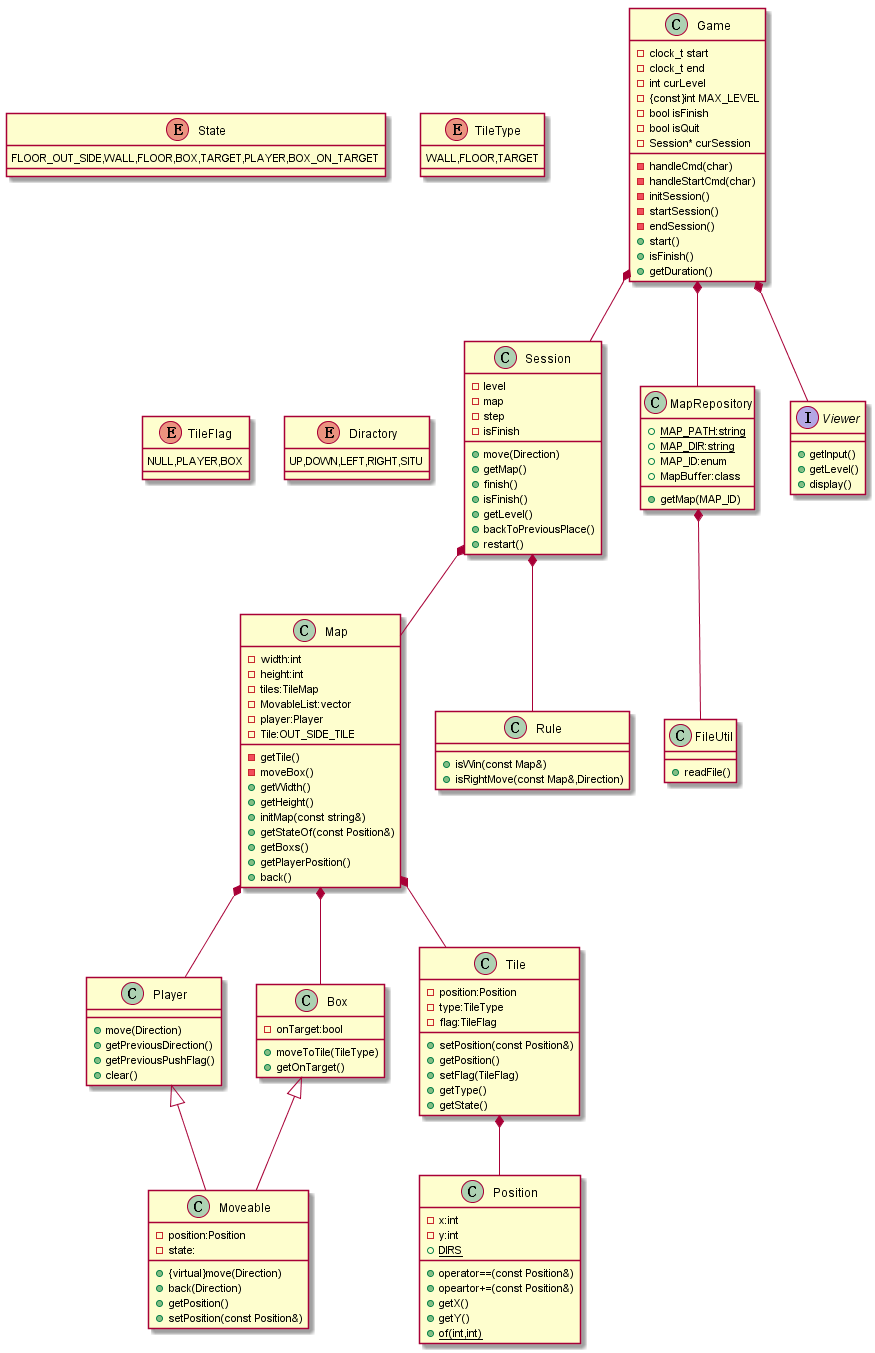 C Game
clock_t start
clock_t end
int curLevel
{const}int MAX_LEVEL
bool isFinish
bool isQuit
Session* curSession
handleCmd(char)
handleStartCmd(char)
initSession()
startSession()
endSession()
start()
isFinish()
getDuration()
E State
FLOOR_OUT_SIDE,WALL,FLOOR,BOX,TARGET,PLAYER,BOX_ON_TARGET
E TileType
WALL,FLOOR,TARGET
E TileFlag
NULL,PLAYER,BOX
E Diractory
UP,DOWN,LEFT,RIGHT,SITU
C Session
level
map
step
isFinish
move(Direction)
getMap()
finish()
isFinish()
getLevel()
backToPreviousPlace()
restart()
C MapRepository
MAP_PATH:string
MAP_DIR:string
MAP_ID:enum
MapBuffer:class
getMap(MAP_ID)
I Viewer
getInput()
getLevel()
display()
C Map
width:int
height:int
tiles:TileMap
MovableList:vector
player:Player
Tile:OUT_SIDE_TILE
getTile()
moveBox()
getWidth()
getHeight()
initMap(const string&)
getStateOf(const Position&)
getBoxs()
getPlayerPosition()
back()
C Rule
isWin(const Map&)
isRightMove(const Map&,Direction)
C FileUtil
readFile()
C Player
move(Direction)
getPreviousDirection()
getPreviousPushFlag()
clear()
C Box
onTarget:bool
moveToTile(TileType)
getOnTarget()
C Tile
position:Position
type:TileType
flag:TileFlag
setPosition(const Position&)
getPosition()
setFlag(TileFlag)
getType()
getState()
C Moveable
position:Position
state:
{virtual}move(Direction)
back(Direction)
getPosition()
setPosition(const Position&)
C Position
x:int
y:int
DIRS
operator==(const Position&)
opeartor+=(const Position&)
getX()
getY()
of(int,int)